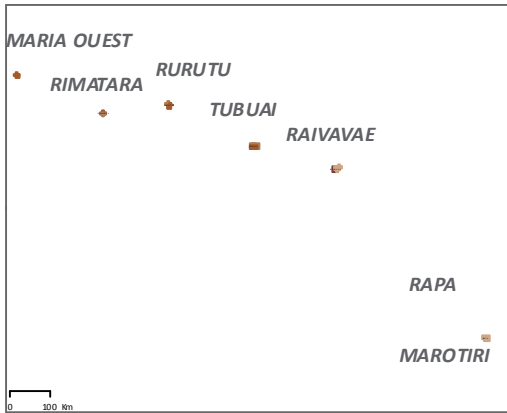 MARIA OUEST
RURUTU
RIMATARA
TUBUAI
RAIVAVAE
RAPA
MAROTIRI
0 100 Km